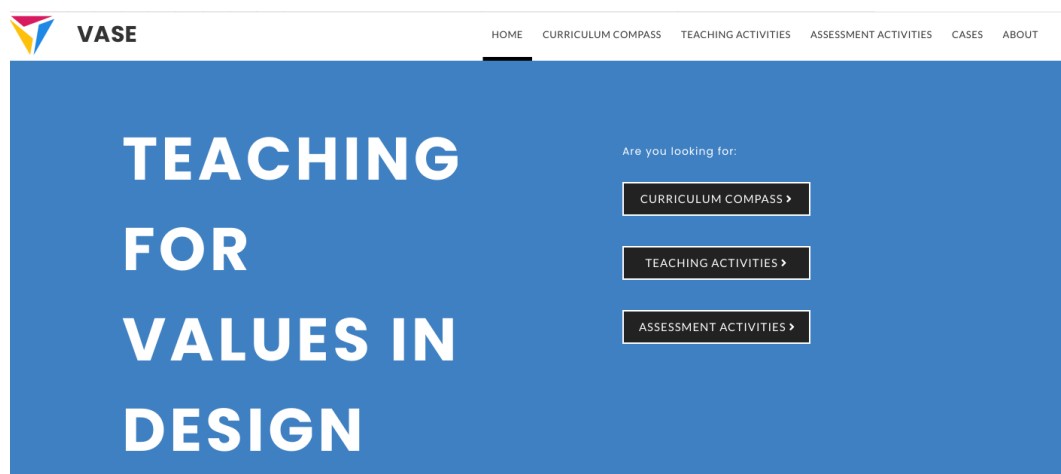 VASE
HOME CURRICULUM COMPASS TEACHING ACTIVITIES ASSESSMENT ACTIVITIES CASES ABOUT
TEACHING
FOR
VALUES IN
DESIGN
Are you looking for:
CURRICULUM COMPASS >
TEACHING ACTIVITIES >
ASSESSMENT ACTIVITIES >